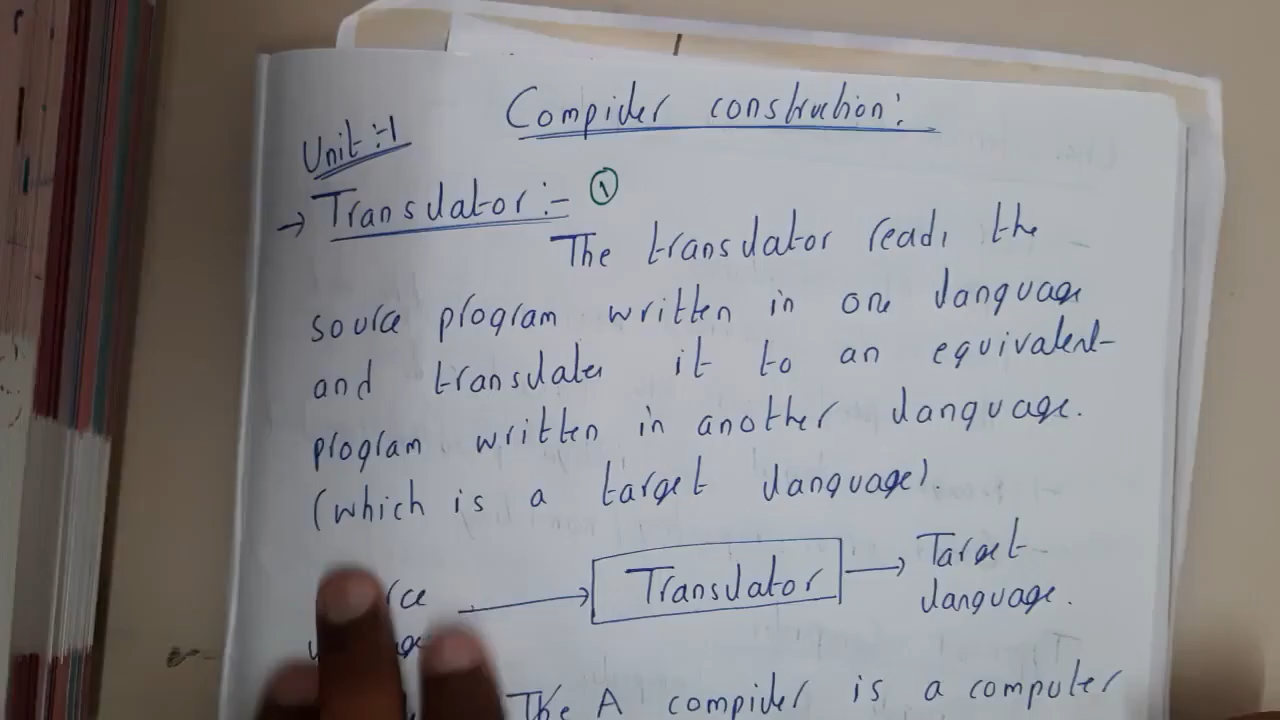 Compiler construction:
Unit:-1
→ Translator:- ①
The translator reads the
source program written in one language
and translates it to an equivalent
program written in another language.
(which is a target language).
Translator → Target
language.
The A compiler is a computer